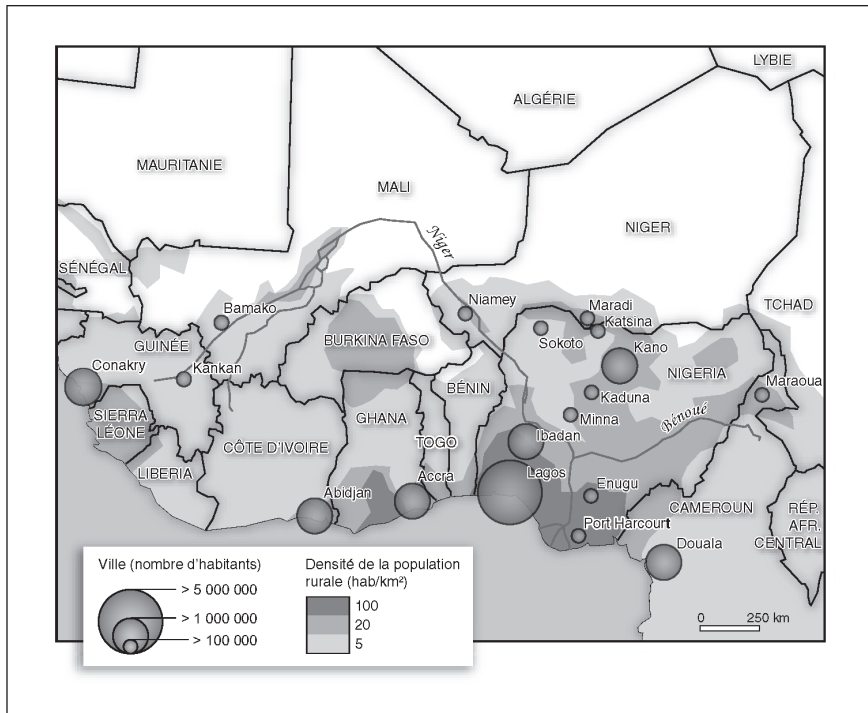 LYBIE
ALGÉRIE
MAURITANIE
MALI
Niger
NIGER
SÉNÉGAL
TCHAD
Bamako
Niamey
Maradi
Katsina
Sokoto
BURKINA FASO
GUINÉE
Conakry
Kankan
Kano
NIGERIA
Maraoua
BÉNIN
Kaduna
Minna
Bénoué
SIERRA
LÉONE
GHANA
CÔTE D'IVOIRE
TOGO
Ibadan
LIBERIA
Lagos
Enugu
Abidjan
Accra
CAMEROUN
RÉP.
AFR.
CENTRAL
Port Harcourt
Douala
Ville (nombre d'habitants)
> 5 000 000
> 1 000 000
> 100 000
Densité de la population
rurale (hab/km²)
100
20
5
0 250 km